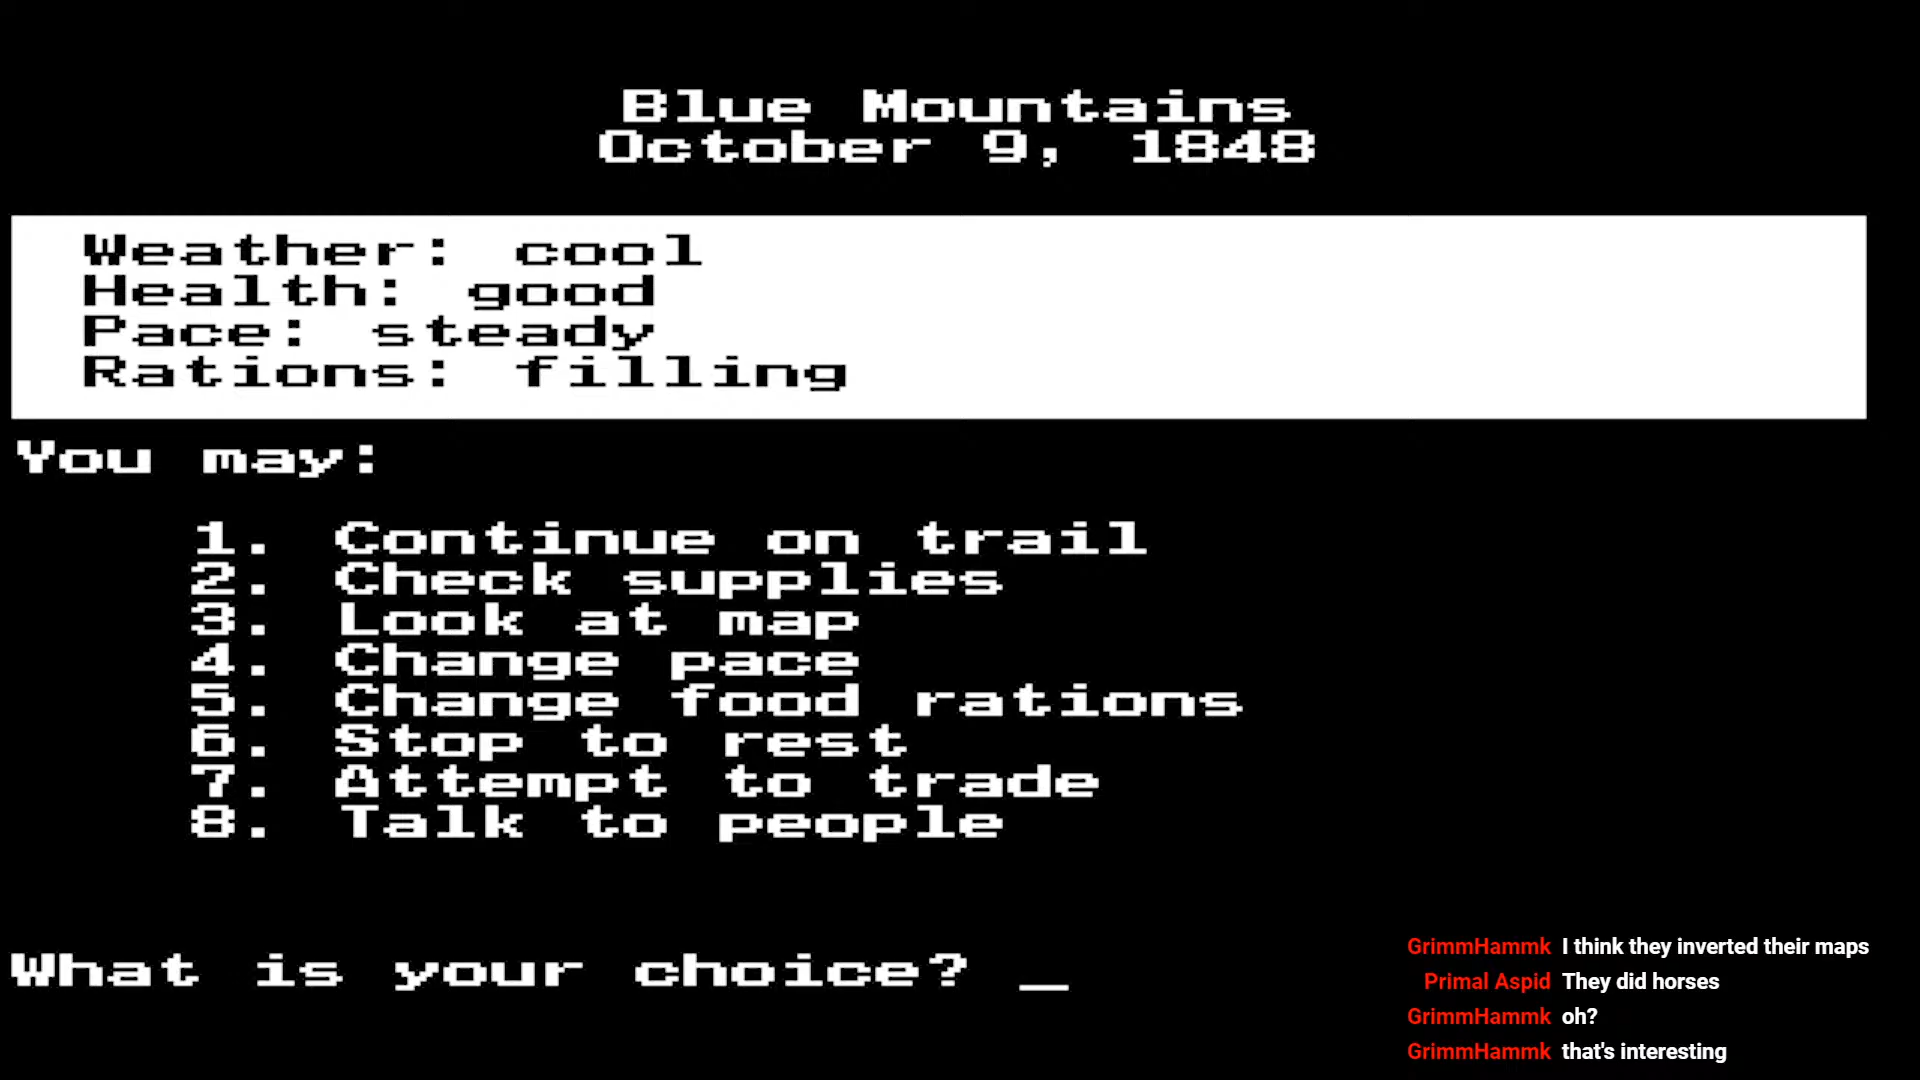 Blue Mountains
October 9, 1848
Weather: cool
Health: good
Pace: steady
Rations: filling
You may:
1. Continue on trail
2. Check supplies
3. Look at map
4. Change pace
5. Change food rations
6. Stop to rest
7. Attempt to trade
8. Talk to people
What is your choice? _
GrimmHammk I think they inverted their maps
Primal Aspid They did horses
GrimmHammk oh?
GrimmHammk that's interesting